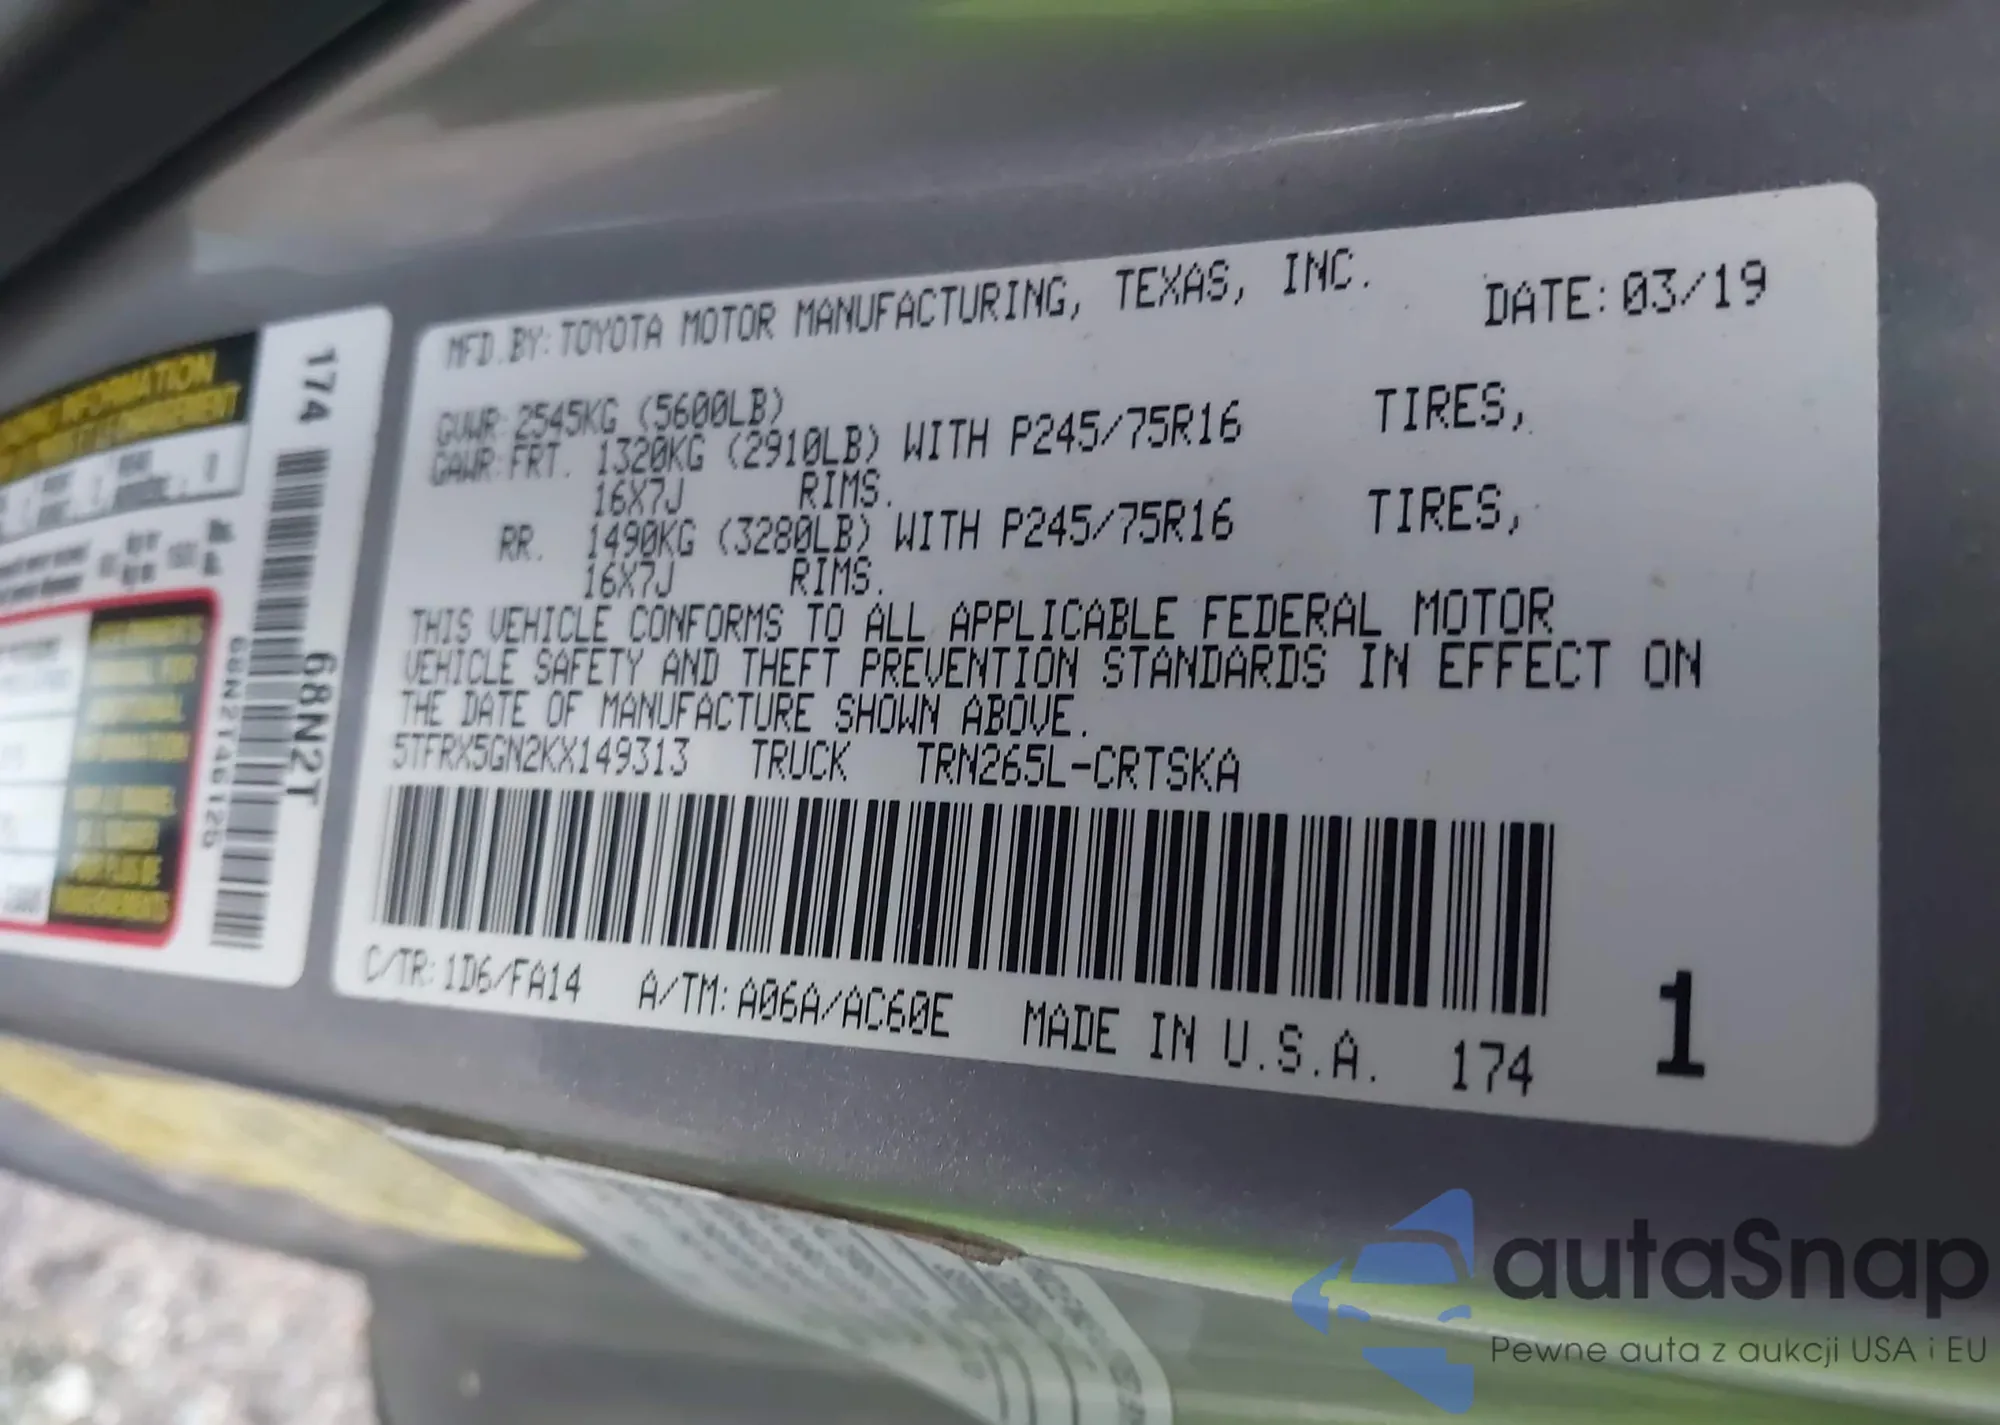 MFD.BY: TOYOTA MOTOR MANUFACTURING, TEXAS, INC. DATE: 03/19
GVWR: 2545KG (5600LB)
GAWR: FRT. 1320KG (2910LB) WITH P245/75R16 TIRES,
16X7J RIMS.
RR. 1490KG (3280LB) WITH P245/75R16 TIRES,
16X7J RIMS.
THIS VEHICLE CONFORMS TO ALL APPLICABLE FEDERAL MOTOR
VEHICLE SAFETY AND THEFT PREVENTION STANDARDS IN EFFECT ON
THE DATE OF MANUFACTURE SHOWN ABOVE.
5TFRX5GN2KX149313 TRUCK TRN265L-CRTSKA
C/TR: 1D6/FA14 A/TM: A06A/AC60E MADE IN U.S.A. 174
1
174
68N2T
68N2T4612D
autaSnap
Pewne auta z aukcji USA i EU